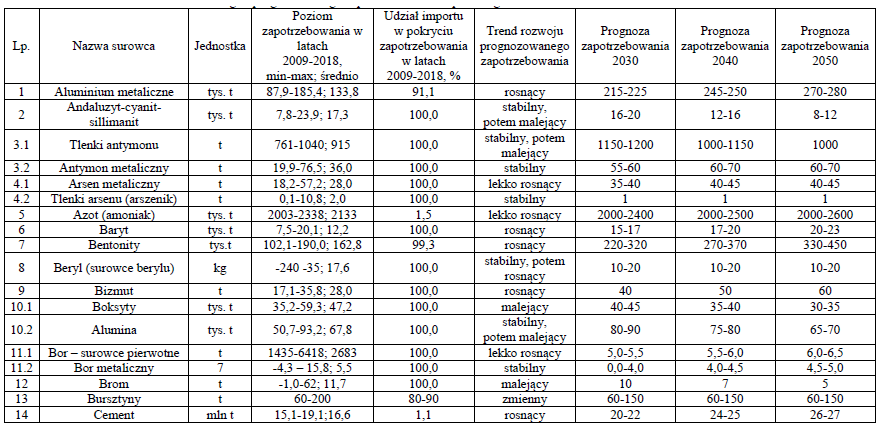 Lp.
Nazwa surowca
Jednostka
Poziom
zapotrzebowania w
latach
2009-2018,
min-max; średnio
Udział importu
w pokryciu
zapotrzebowania
w latach
2009-2018, %
Trend rozwoju
prognozowanego
zapotrzebowania
Prognoza
zapotrzebowania
2030
Prognoza
zapotrzebowania
2040
Prognoza
zapotrzebowania
2050
1 Aluminium metaliczne tys. t 87,9-185,4; 133,8 91,1 rosnący 215-225 245-250 270-280
2
Andaluzyt-cyanit-
sillimanit
tys. t 7,8-23,9; 17,3 100,0
stabilny,
potem malejący
16-20 12-16 8-12
3.1 Tlenki antymonu t 761-1040; 915 100,0
stabilny, potem
malejący
1150-1200 1000-1150 1000
3.2 Antymon metaliczny t 19,9-76,5; 36,0 100,0 stabilny 55-60 60-70 60-70
4.1 Arsen metaliczny t 18,2-57,2; 28,0 100,0 lekko rosnący 35-40 40-45 40-45
4.2 Tlenki arsenu (arszenik) t 0,1-10,8; 2,0 100,0 stabilny 1 1 1
5 Azot (amoniak) tys. t 2003-2338; 2133 1,5 lekko rosnący 2000-2400 2000-2500 2000-2600
6 Baryt tys. t 7,5-20,1; 12,2 100,0 rosnący 15-17 17-20 20-23
7 Bentonity tys.t 102,1-190,0; 162,8 99,3 rosnący 220-320 270-370 330-450
8 Beryl (surowce berylu) kg -240 -35; 17,6 100,0
stabilny, potem
rosnący
10-20 10-20 10-20
9 Bizmut t 17,1-35,8; 28,0 100,0 rosnący 40 50 60
10.1 Boksyty tys. t 35,2-59,3; 47,2 100,0 malejący 40-45 35-40 30-35
10.2 Alumina tys. t 50,7-93,2; 67,8 100,0
stabilny,
potem malejący
80-90 75-80 65-70
11.1 Bor – surowce pierwotne t 1435-6418; 2683 100,0 lekko rosnący 5,0-5,5 5,5-6,0 6,0-6,5
11.2 Bor metaliczny 7 -4,3 – 15,8; 5,5 100,0 stabilny 0,0-4,0 4,0-4,5 4,5-5,0
12 Brom t -1,0-62; 11,7 100,0 malejący 10 7 5
13 Bursztyny t 60-200 80-90 zmienny 60-150 60-150 60-150
14 Cement mln t 15,1-19,1;16,6 1,1 rosnący 20-22 24-25 26-27